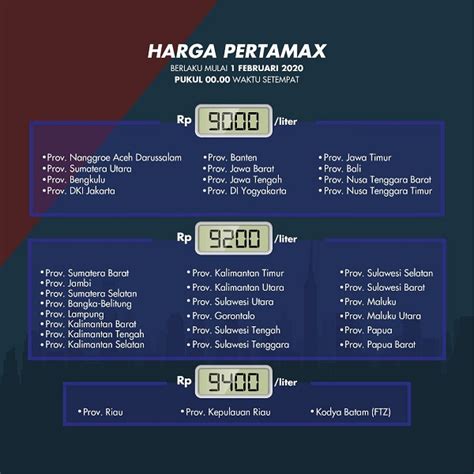 HARGA PERTAMAX
BERLAKU MULAI 1 FEBRUARI 2020
PUKUL 00.00 WAKTU SETEMPAT
Rp 9000 /liter
•Prov. Nanggroe Aceh Darussalam
•Prov. Sumatera Utara
•Prov. Bengkulu
•Prov. DKI Jakarta
•Prov. Banten
•Prov. Jawa Barat
•Prov. Jawa Tengah
•Prov. DI Yogyakarta
•Prov. Jawa Timur
•Prov. Bali
•Prov. Nusa Tenggara Barat
•Prov. Nusa Tenggara Timur
Rp 9200 /liter
•Prov. Sumatera Barat
•Prov. Jambi
•Prov. Sumatera Selatan
•Prov. Bangka-Belitung
•Prov. Lampung
•Prov. Kalimantan Barat
•Prov. Kalimantan Tengah
•Prov. Kalimantan Selatan
•Prov. Kalimantan Timur
•Prov. Kalimantan Utara
•Prov. Sulawesi Utara
•Prov. Gorontalo
•Prov. Sulawesi Tengah
•Prov. Sulawesi Tenggara
•Prov. Sulawesi Selatan
•Prov. Sulawesi Barat
•Prov. Maluku
•Prov. Maluku Utara
•Prov. Papua
•Prov. Papua Barat
Rp 9400 /liter
•Prov. Riau
•Prov. Kepulauan Riau
•Kodya Batam (FTZ)